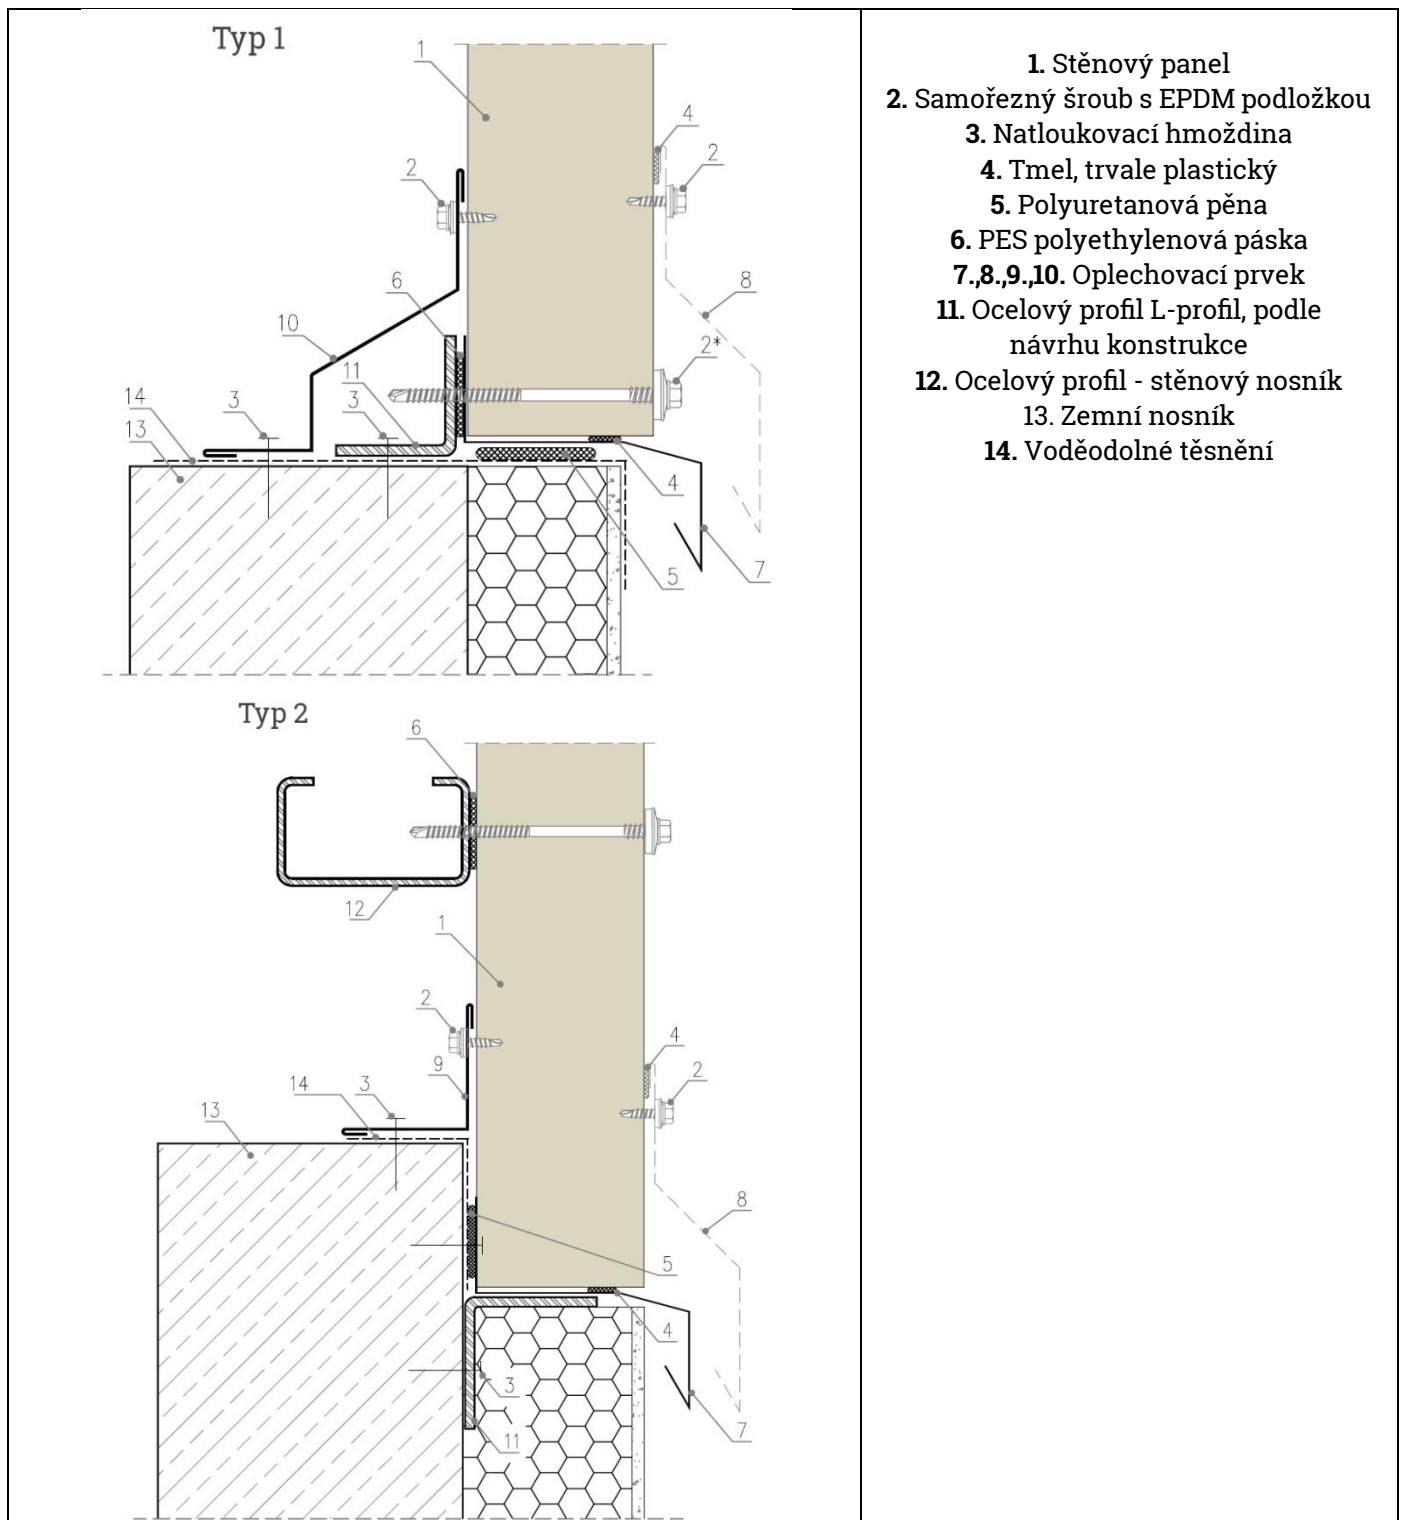 Typ 1
1
4
2
2
6
8
10
2*
11
14
3
3
13
4
5
7
Typ 2
6
12
1
2
4
9
2
14
3
13
8
5
4
3
7
11
1. Stěnový panel
2. Samořezný šroub s EPDM podložkou
3. Natloukovací hmoždina
4. Tmel, trvale plastický
5. Polyuretanová pěna
6. PES polyethylenová páska
7.,8.,9.,10. Oplechovací prvek
11. Ocelový profil L-profil, podle
návrhu konstrukce
12. Ocelový profil - stěnový nosník
13. Zemní nosník
14. Voděodolné těsnění